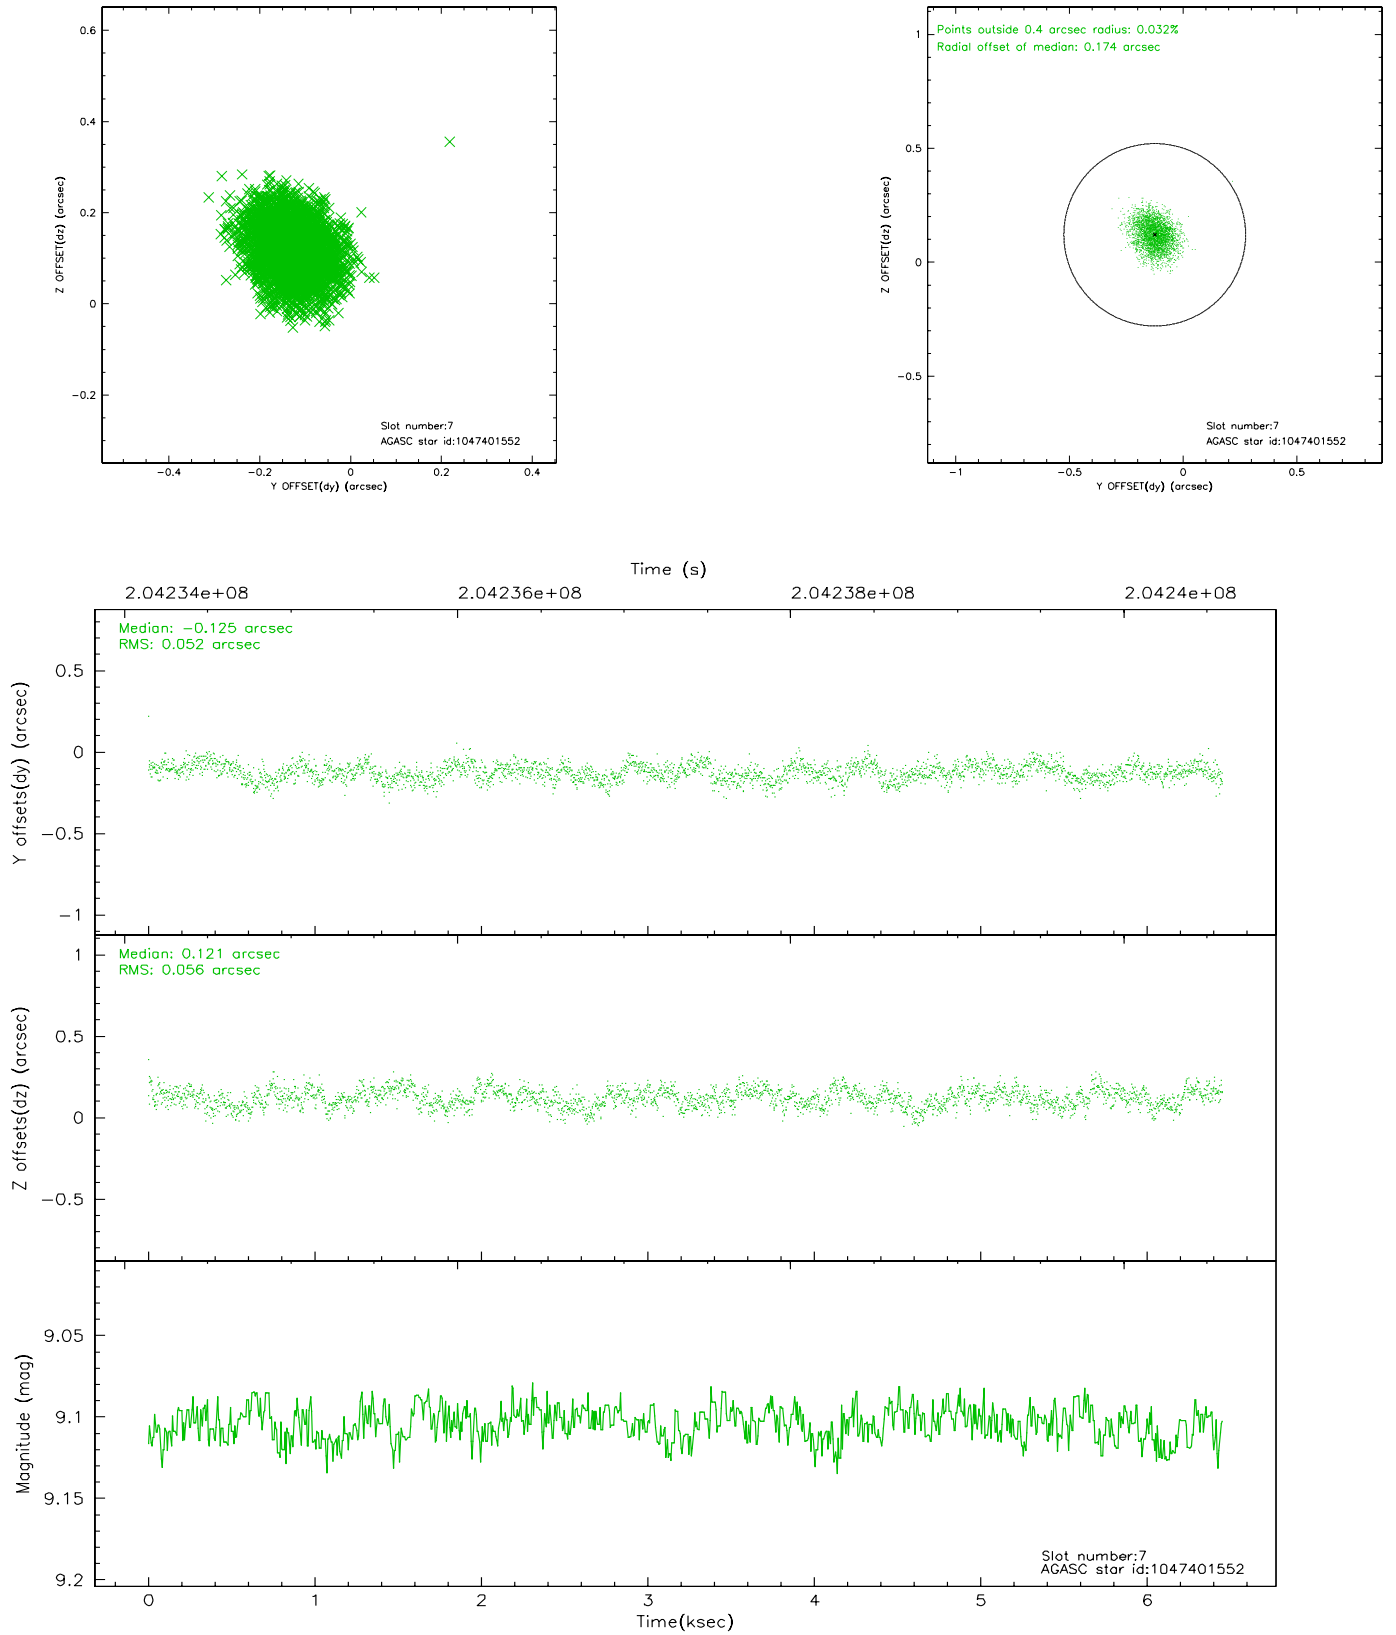 0.6
0.4
0.2
0
−0.2
Z OFFSET(dz) (arcsec)
−0.4
−0.2
0
0.2
0.4
Y OFFSET(dy) (arcsec)
Slot number:7
AGASC star id:1047401552
Points outside 0.4 arcsec radius: 0.032%
Radial offset of median: 0.174 arcsec
1
0.5
0
−0.5
Z OFFSET(dz) (arcsec)
−1
−0.5
0
0.5
Y OFFSET(dy) (arcsec)
Slot number:7
AGASC star id:1047401552
Time (s)
2.04234e+08
2.04236e+08
2.04238e+08
2.0424e+08
Median: −0.125 arcsec
RMS: 0.052 arcsec
0.5
0
−0.5
−1
Y offsets(dy) (arcsec)
Median: 0.121 arcsec
RMS: 0.056 arcsec
1
0.5
0
−0.5
Z offsets(dz) (arcsec)
9.05
9.1
9.15
9.2
Magnitude (mag)
Slot number:7
AGASC star id:1047401552
0
1
2
3
4
5
6
Time(ksec)